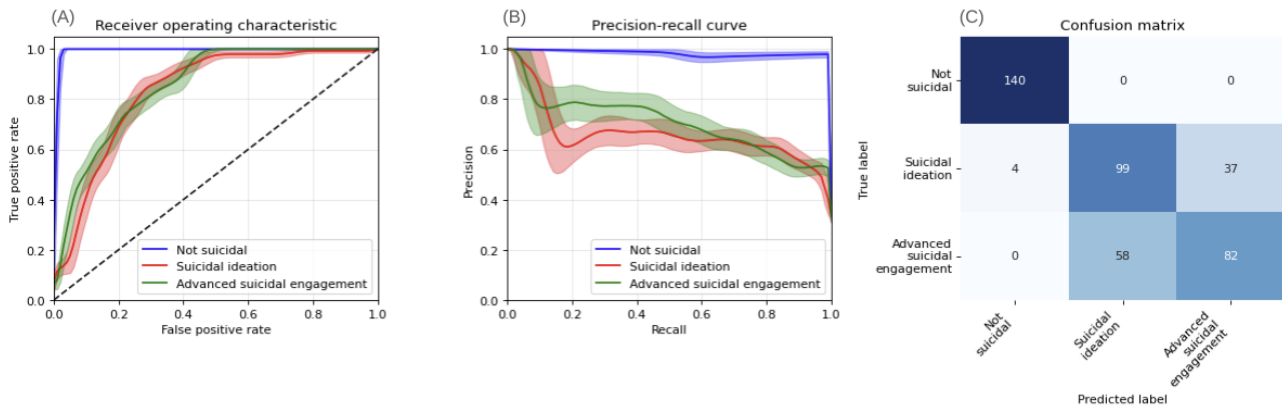 (A)
Receiver operating characteristic
1.0
0.8
0.6
0.4
0.2
0.0
True positive rate
Not suicidal
Suicidal ideation
Advanced suicidal engagement
0.0 0.2 0.4 0.6 0.8 1.0
False positive rate
(B)
Precision-recall curve
1.0
0.8
0.6
0.4
0.2
0.0
Precision
Not suicidal
Suicidal ideation
Advanced suicidal engagement
0.0 0.2 0.4 0.6 0.8 1.0
Recall
(C)
Confusion matrix
True label
Not
suicidal
140 0 0
Suicidal
ideation
4 99 37
Advanced
suicidal
engagement
0 58 82
Not
suicidal
Suicidal
ideation
Advanced
suicidal
engagement
Predicted label